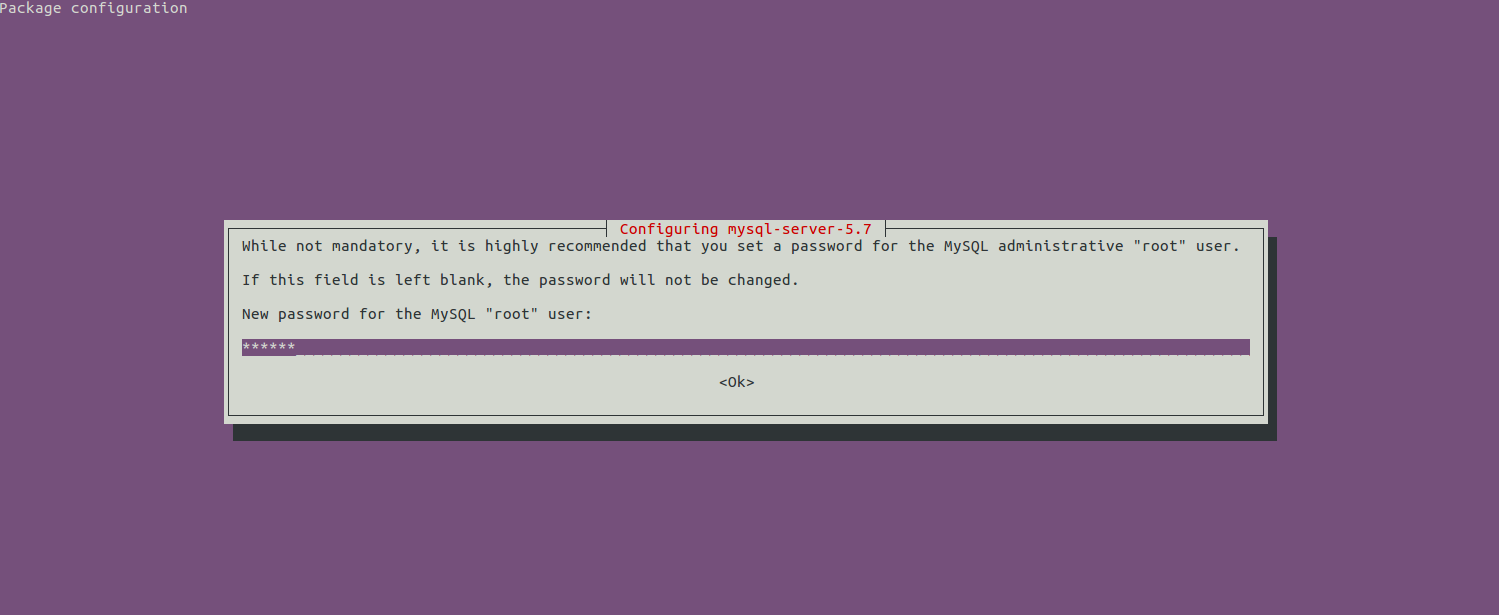 Package configuration
Configuring mysql-server-5.7
While not mandatory, it is highly recommended that you set a password for the MySQL administrative "root" user.
If this field is left blank, the password will not be changed.
New password for the MySQL "root" user:
******
<Ok>